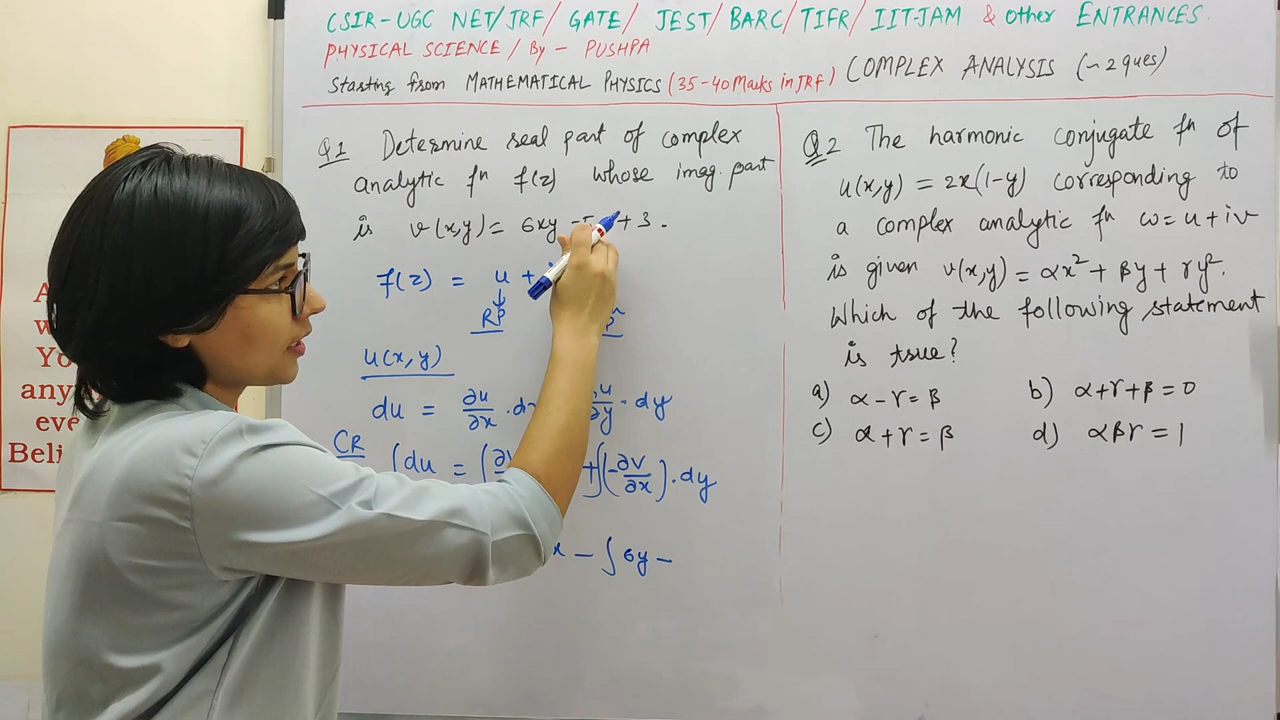 CSIR-UGC NET/JRF/ GATE/ JEST/BARC/TIFR/IIT-JAM & other ENTRANCES.
PHYSICAL SCIENCE / By - PUSHPA
Starting from MATHEMATICAL PHYSICS (35-40 Marks in JRF) COMPLEX ANALYSIS (~2 ques)
Q1 Determine real part of complex
analytic fn f(z) whose imag. part
is v(x,y) = 6xy + 3.
f(z) = u +
RP
u(x,y)
du = ∂u/∂x . ∂y . dy
CR ∫du = + ∫(-∂v/∂x) . dy
- ∫6y -
Q2 The harmonic conjugate fn of
u(x,y) = 2x(1-y) corresponding to
a complex analytic fn ω = u + iv
is given v(x,y) = αx² + βy + γy².
Which of the following statement
is true?
a) α - γ = β b) α+γ+β = 0
c) α + γ = β d) αβγ = 1
A
w
Yo
any
eve
Beli